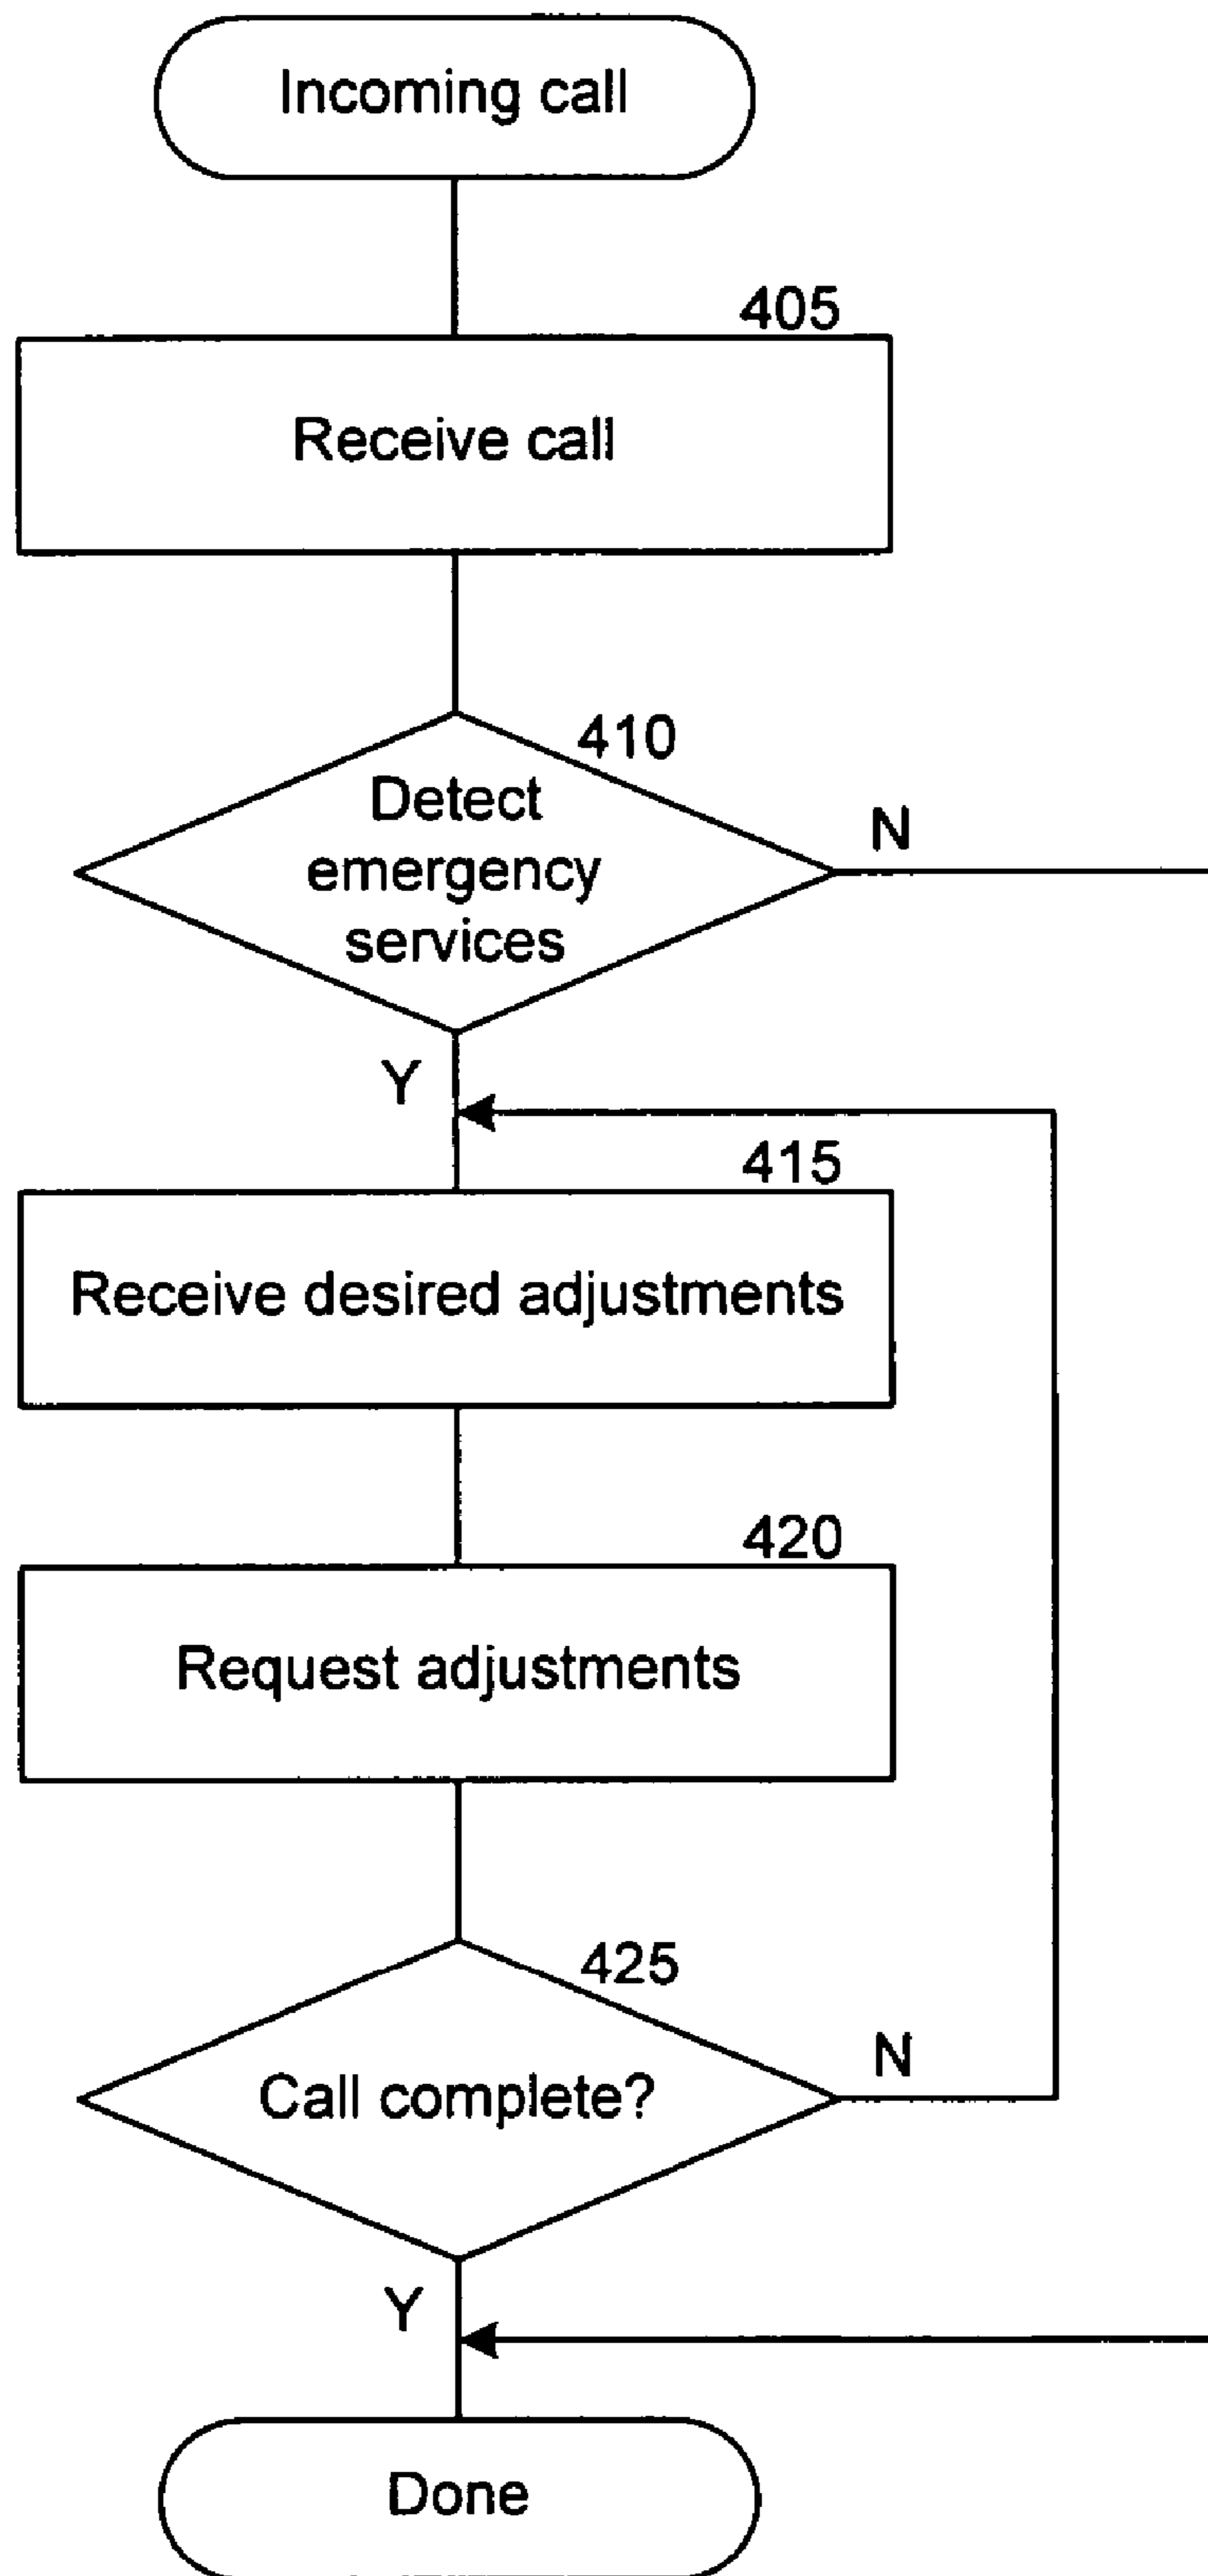 Incoming call
405
Receive call
410
Detect
emergency
services
N
Y
415
Receive desired adjustments
420
Request adjustments
425
Call complete?
N
Y
Done